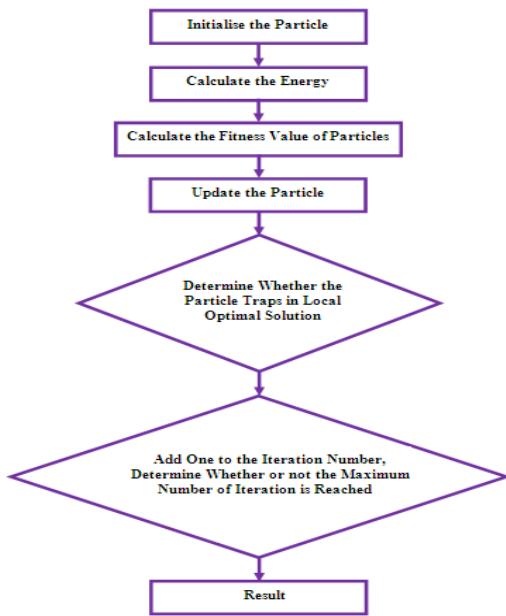 Initialise the Particle
Calculate the Energy
Calculate the Fitness Value of Particles
Update the Particle
Determine Whether the
Particle Traps in Local
Optimal Solution
Add One to the Iteration Number,
Determine Whether or not the Maximum
Number of Iteration is Reached
Result